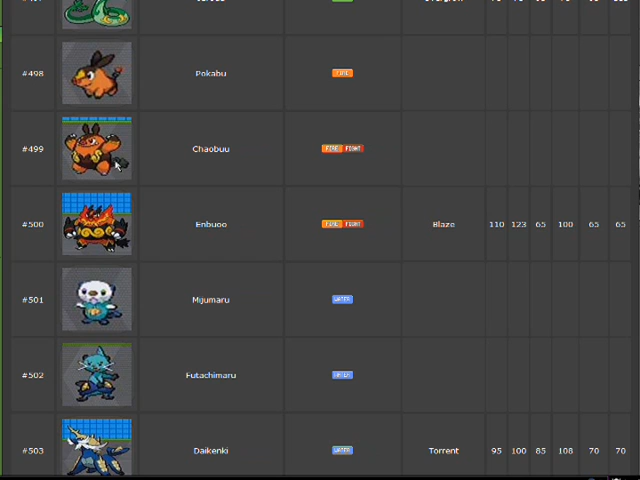 #498 Pokabu FIRE
#499 Chaobuu FIRE FIGHT
#500 Enbuoo FIRE FIGHT Blaze 110 123 65 100 65 65
#501 Mijumaru WATER
#502 Futachimaru WATER
#503 Daikenki WATER Torrent 95 100 85 108 70 70